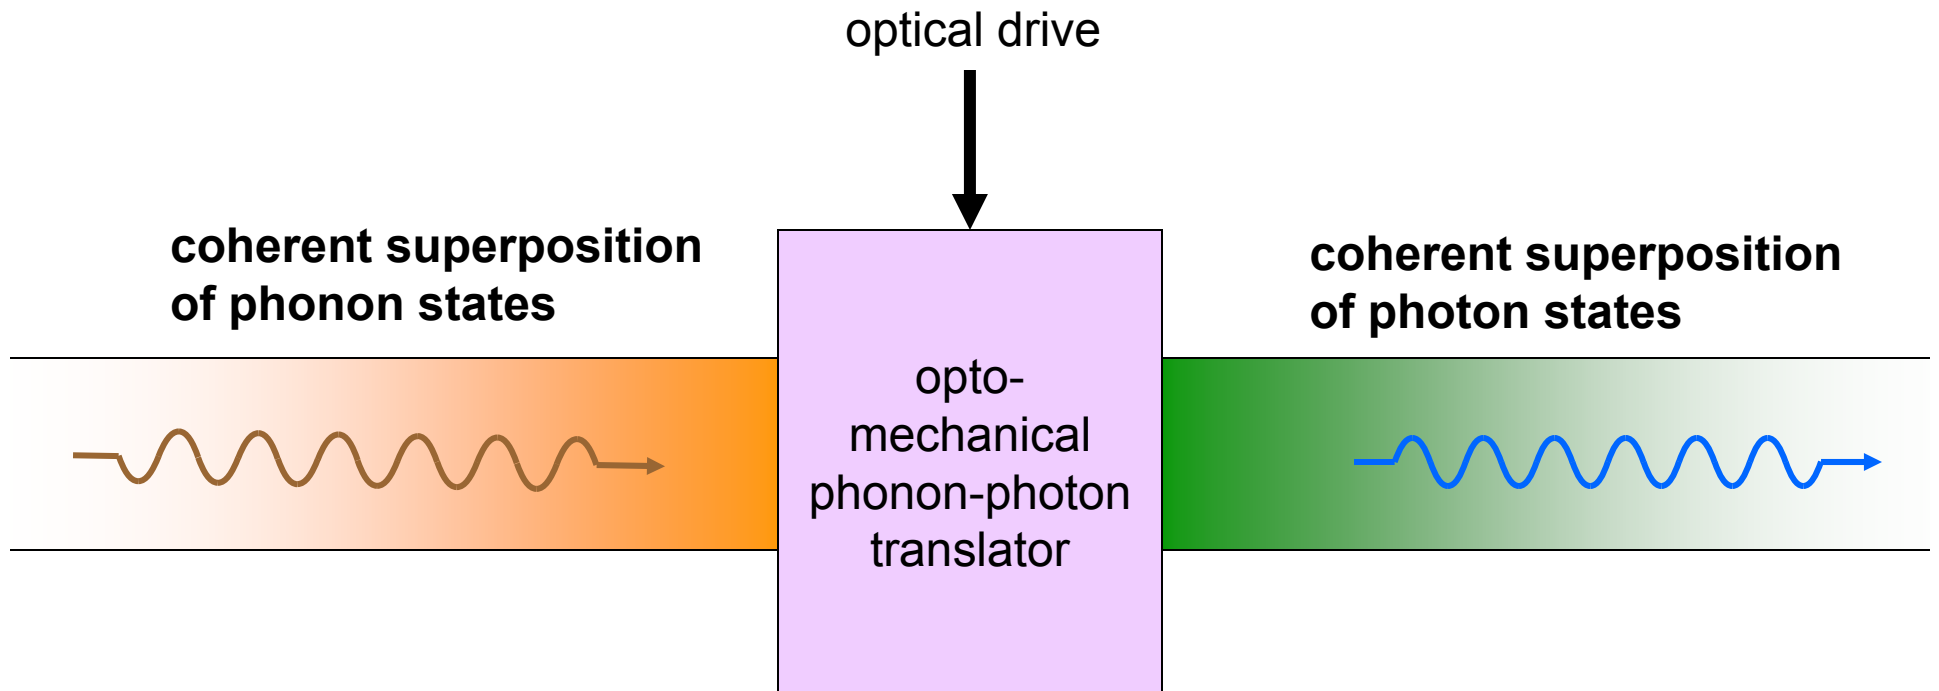 optical drive
coherent superposition
of phonon states
coherent superposition
of photon states
opto-
mechanical
phonon-photon
translator